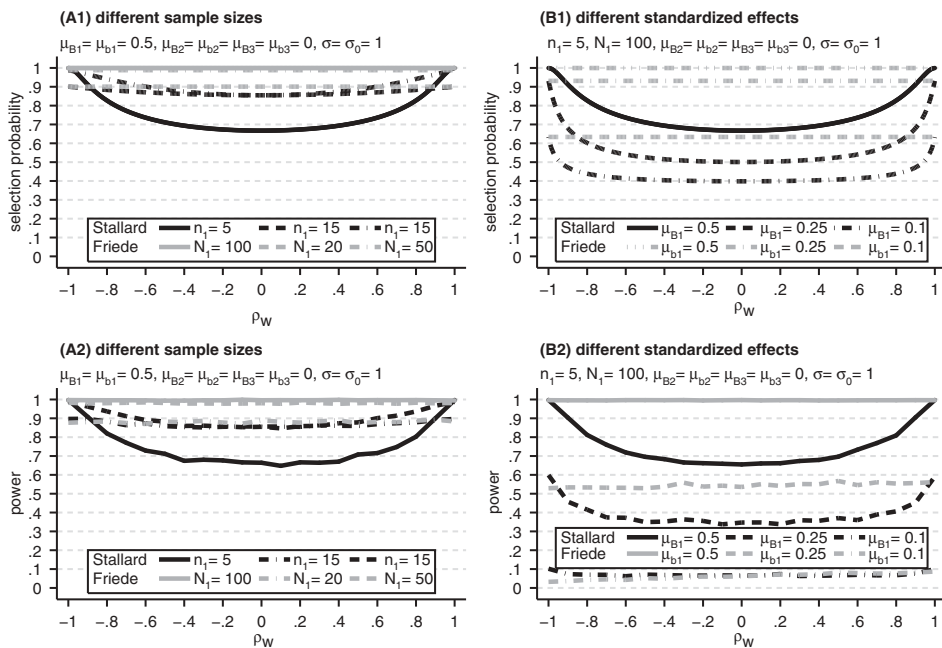 (A1) different sample sizes
μB1= μb1= 0.5, μB2= μb2= μB3= μb3= 0, σ= σ0= 1
selection probability
1
.9
.8
.7
.6
.5
.4
.3
.2
.1
0
Stallard n1= 5 n1= 15 n1= 15
Friede N1= 100 N1= 20 N1= 50
−1 −.8 −.6 −.4 −.2 0 .2 .4 .6 .8 1
ρW
(B1) different standardized effects
n1= 5, N1= 100, μB2= μb2= μB3= μb3= 0, σ= σ0= 1
selection probability
1
.9
.8
.7
.6
.5
.4
.3
.2
.1
0
Stallard μB1= 0.5 μB1= 0.25 μB1= 0.1
Friede μb1= 0.5 μb1= 0.25 μb1= 0.1
−1 −.8 −.6 −.4 −.2 0 .2 .4 .6 .8 1
ρW
(A2) different sample sizes
μB1= μb1= 0.5, μB2= μb2= μB3= μb3= 0, σ= σ0= 1
power
1
.9
.8
.7
.6
.5
.4
.3
.2
.1
0
Stallard n1= 5 n1= 15 n1= 15
Friede N1= 100 N1= 20 N1= 50
−1 −.8 −.6 −.4 −.2 0 .2 .4 .6 .8 1
ρW
(B2) different standardized effects
n1= 5, N1= 100, μB2= μb2= μB3= μb3= 0, σ= σ0= 1
power
1
.9
.8
.7
.6
.5
.4
.3
.2
.1
0
Stallard μB1= 0.5 μB1= 0.25 μB1= 0.1
Friede μb1= 0.5 μb1= 0.25 μb1= 0.1
−1 −.8 −.6 −.4 −.2 0 .2 .4 .6 .8 1
ρW